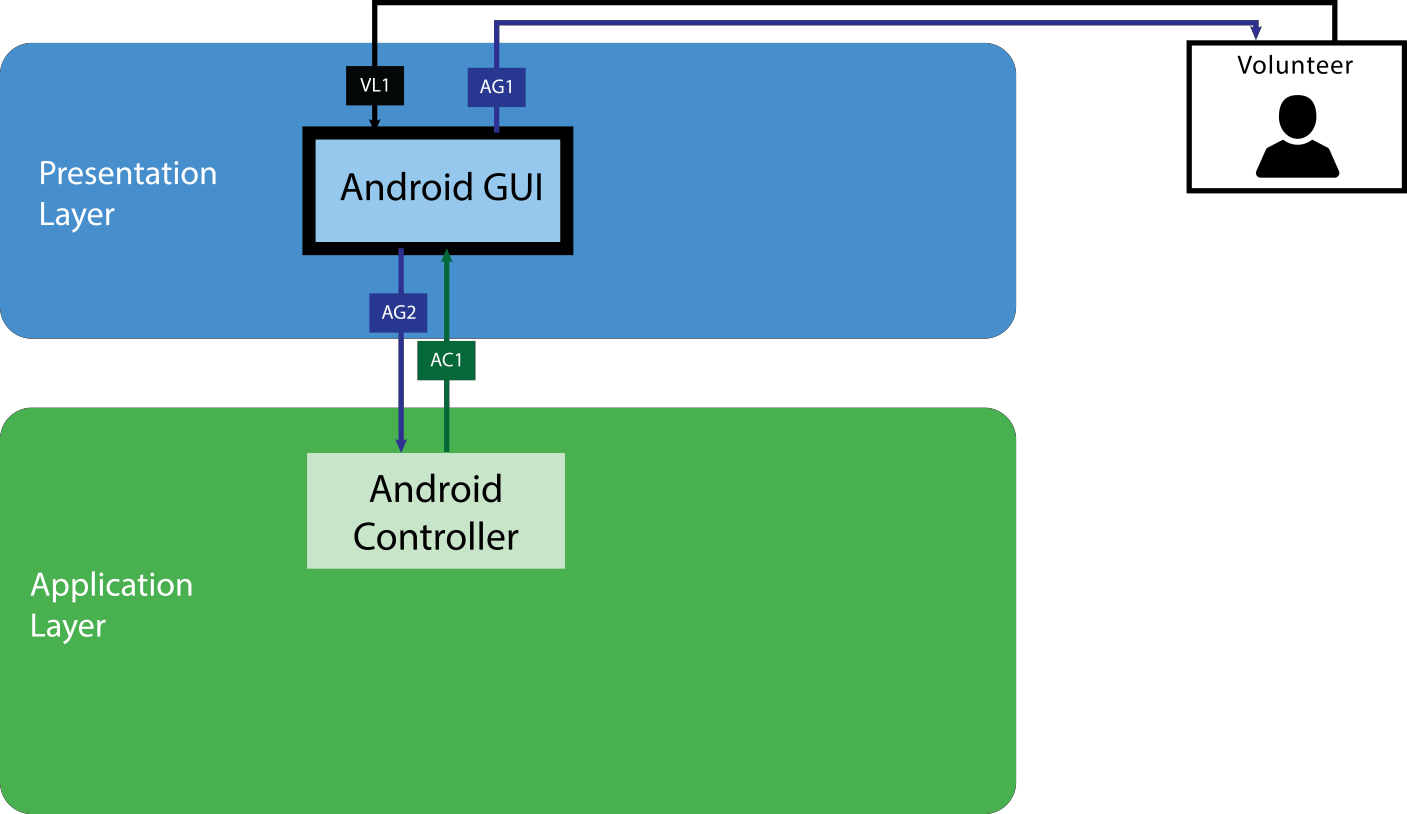 Volunteer
VL1
AG1
Presentation
Layer
Android GUI
AG2
AC1
Android
Controller
Application
Layer